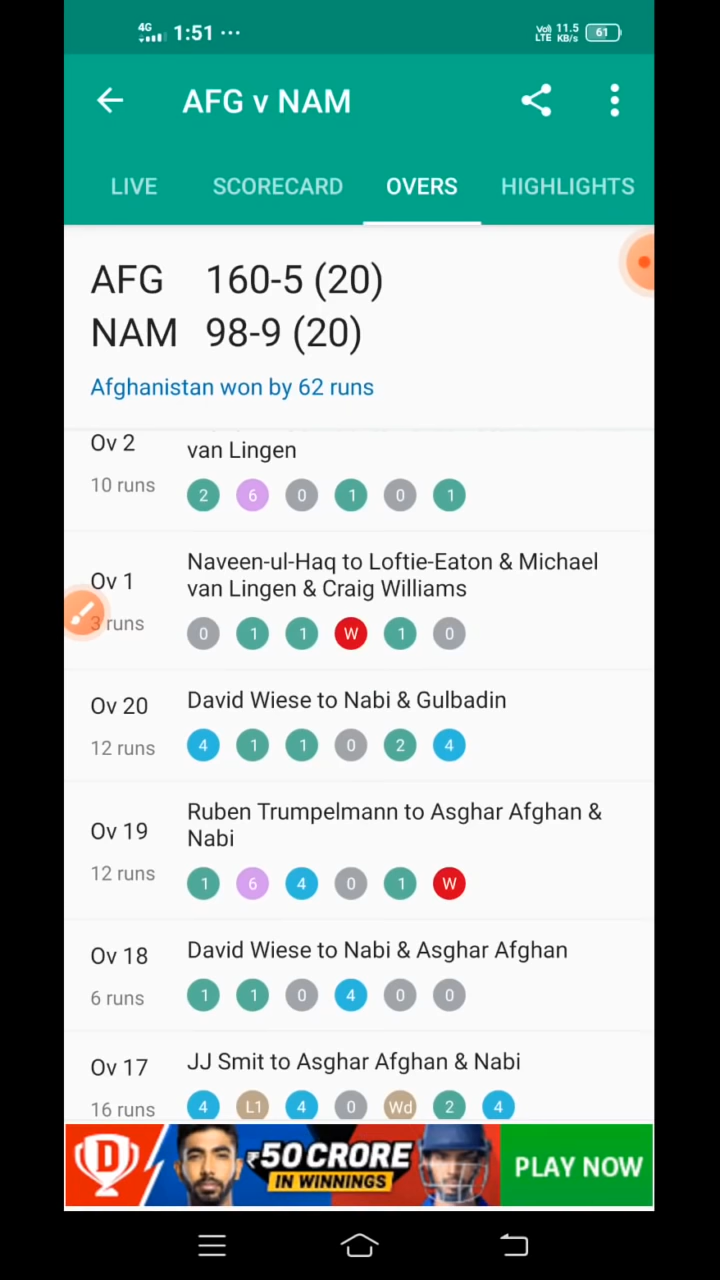 4G 1:51 ··· Vo) LTE 11.5 KB/s 61
AFG v NAM
LIVE SCORECARD OVERS HIGHLIGHTS
AFG 160-5 (20)
NAM 98-9 (20)
Afghanistan won by 62 runs
Ov 2 van Lingen
10 runs 2 6 0 1 0 1
Naveen-ul-Haq to Loftie-Eaton & Michael
Ov 1 van Lingen & Craig Williams
3 runs 0 1 1 W 1 0
Ov 20 David Wiese to Nabi & Gulbadin
12 runs 4 1 1 0 2 4
Ruben Trumpelmann to Asghar Afghan &
Ov 19 Nabi
12 runs 1 6 4 0 1 W
Ov 18 David Wiese to Nabi & Asghar Afghan
6 runs 1 1 0 4 0 0
Ov 17 JJ Smit to Asghar Afghan & Nabi
16 runs 4 L1 4 0 Wd 2 4
D ₹50 CRORE
IN WINNINGS
PLAY NOW